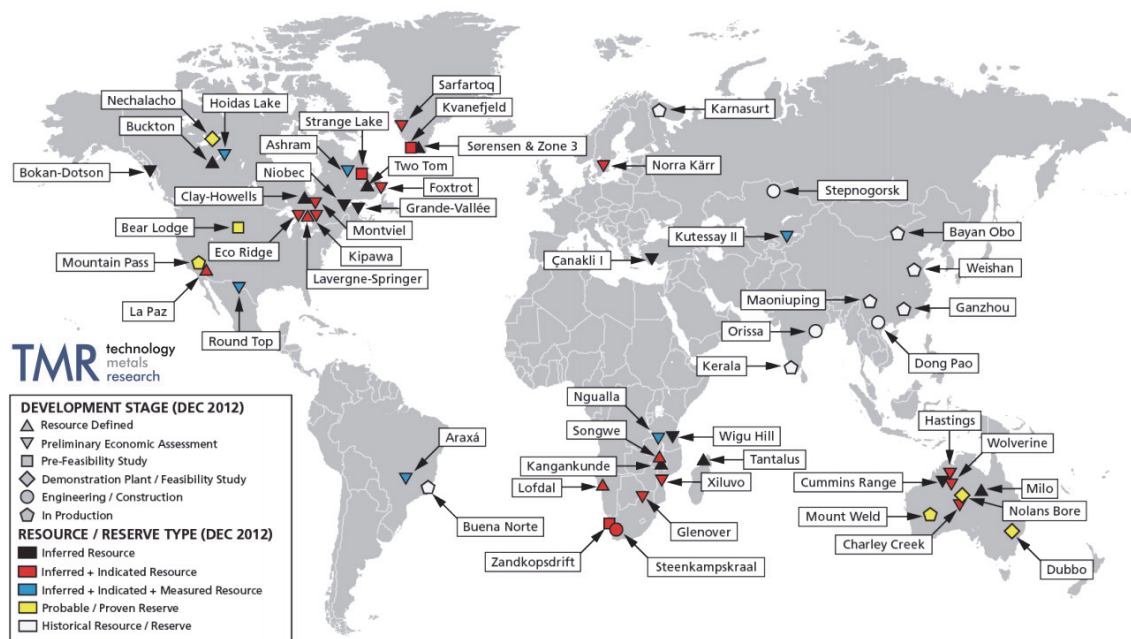 Sarfartoq
Kvanefjeld
Sørensen & Zone 3
Nechalacho
Hoidas Lake
Buckton
Strange Lake
Ashram
Two Tom
Niobec
Foxtrot
Bokan-Dotson
Clay-Howells
Grande-Vallée
Montviel
Bear Lodge
Eco Ridge
Kipawa
Mountain Pass
Lavergne-Springer
La Paz
Round Top
Karnasurt
Norra Kärr
Stepnogorsk
Kutessay II
Bayan Obo
Çanakli I
Weishan
Maoniuping
Ganzhou
Orissa
Dong Pao
Kerala
TMR technology
metals
research
DEVELOPMENT STAGE (DEC 2012)
Resource Defined
Preliminary Economic Assessment
Pre-Feasibility Study
Demonstration Plant / Feasibility Study
Engineering / Construction
In Production
RESOURCE / RESERVE TYPE (DEC 2012)
Inferred Resource
Inferred + Indicated Resource
Inferred + Indicated + Measured Resource
Probable / Proven Reserve
Historical Resource / Reserve
Araxá
Buena Norte
Ngualla
Songwe
Wigu Hill
Kangankunde
Tantalus
Lofdal
Xiluvo
Glenover
Zandkopsdrift
Steenkampskraal
Hastings
Wolverine
Cummins Range
Milo
Mount Weld
Nolans Bore
Charley Creek
Dubbo